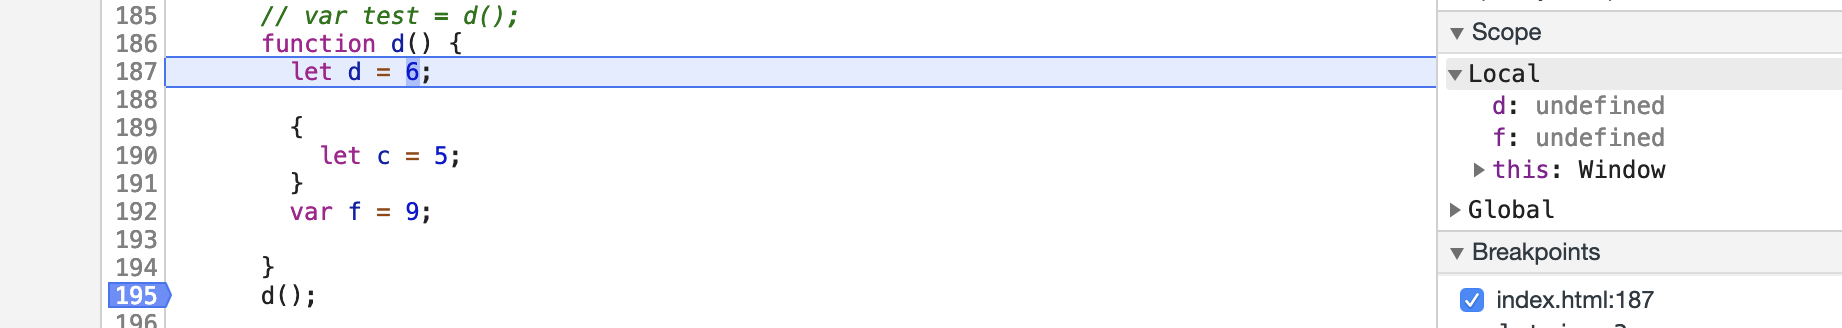 185 // var test = d();
186 function d() {
187 let d = 6;
188
189 {
190 let c = 5;
191 }
192 var f = 9;
193
194 }
195 d();
196
Scope
Local
d: undefined
f: undefined
this: Window
Global
Breakpoints
index.html:187